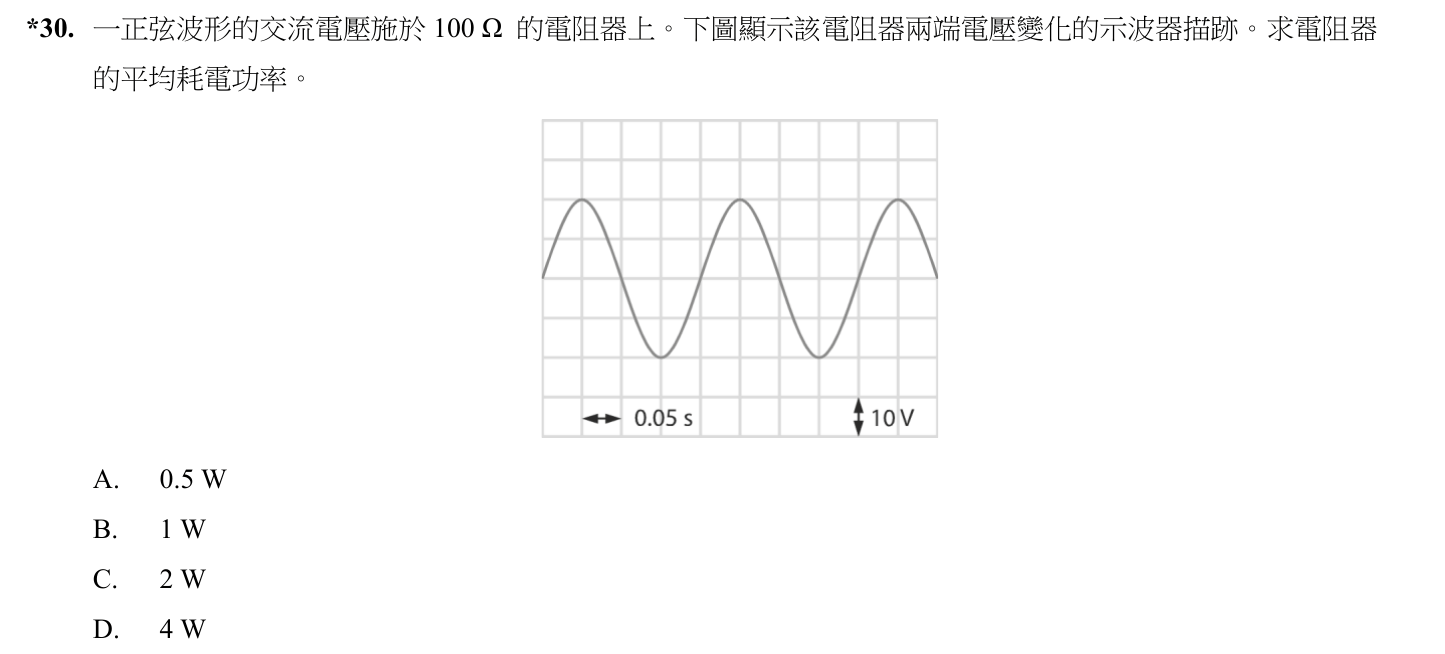 *30. 一正弦波形的交流電壓施於 100 Ω 的電阻器上。下圖顯示該電阻器兩端電壓變化的示波器描跡。求電阻器
的平均耗電功率。
0.05 s
10 V
A. 0.5 W
B. 1 W
C. 2 W
D. 4 W